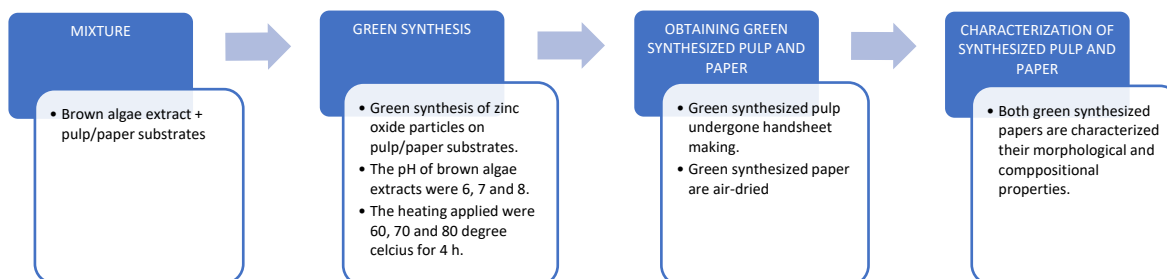 MIXTURE
• Brown algae extract +
pulp/paper substrates
GREEN SYNTHESIS
• Green synthesis of zinc
oxide particles on
pulp/paper substrates.
• The pH of brown algae
extracts were 6, 7 and 8.
• The heating applied were
60, 70 and 80 degree
celcius for 4 h.
OBTAINING GREEN
SYNTHESIZED PULP AND
PAPER
• Green synthesized pulp
undergone handsheet
making.
• Green synthesized paper
are air-dried
CHARACTERIZATION OF
SYNTHESIZED PULP AND
PAPER
• Both green synthesized
papers are characterized
their morphological and
comppositional
properties.